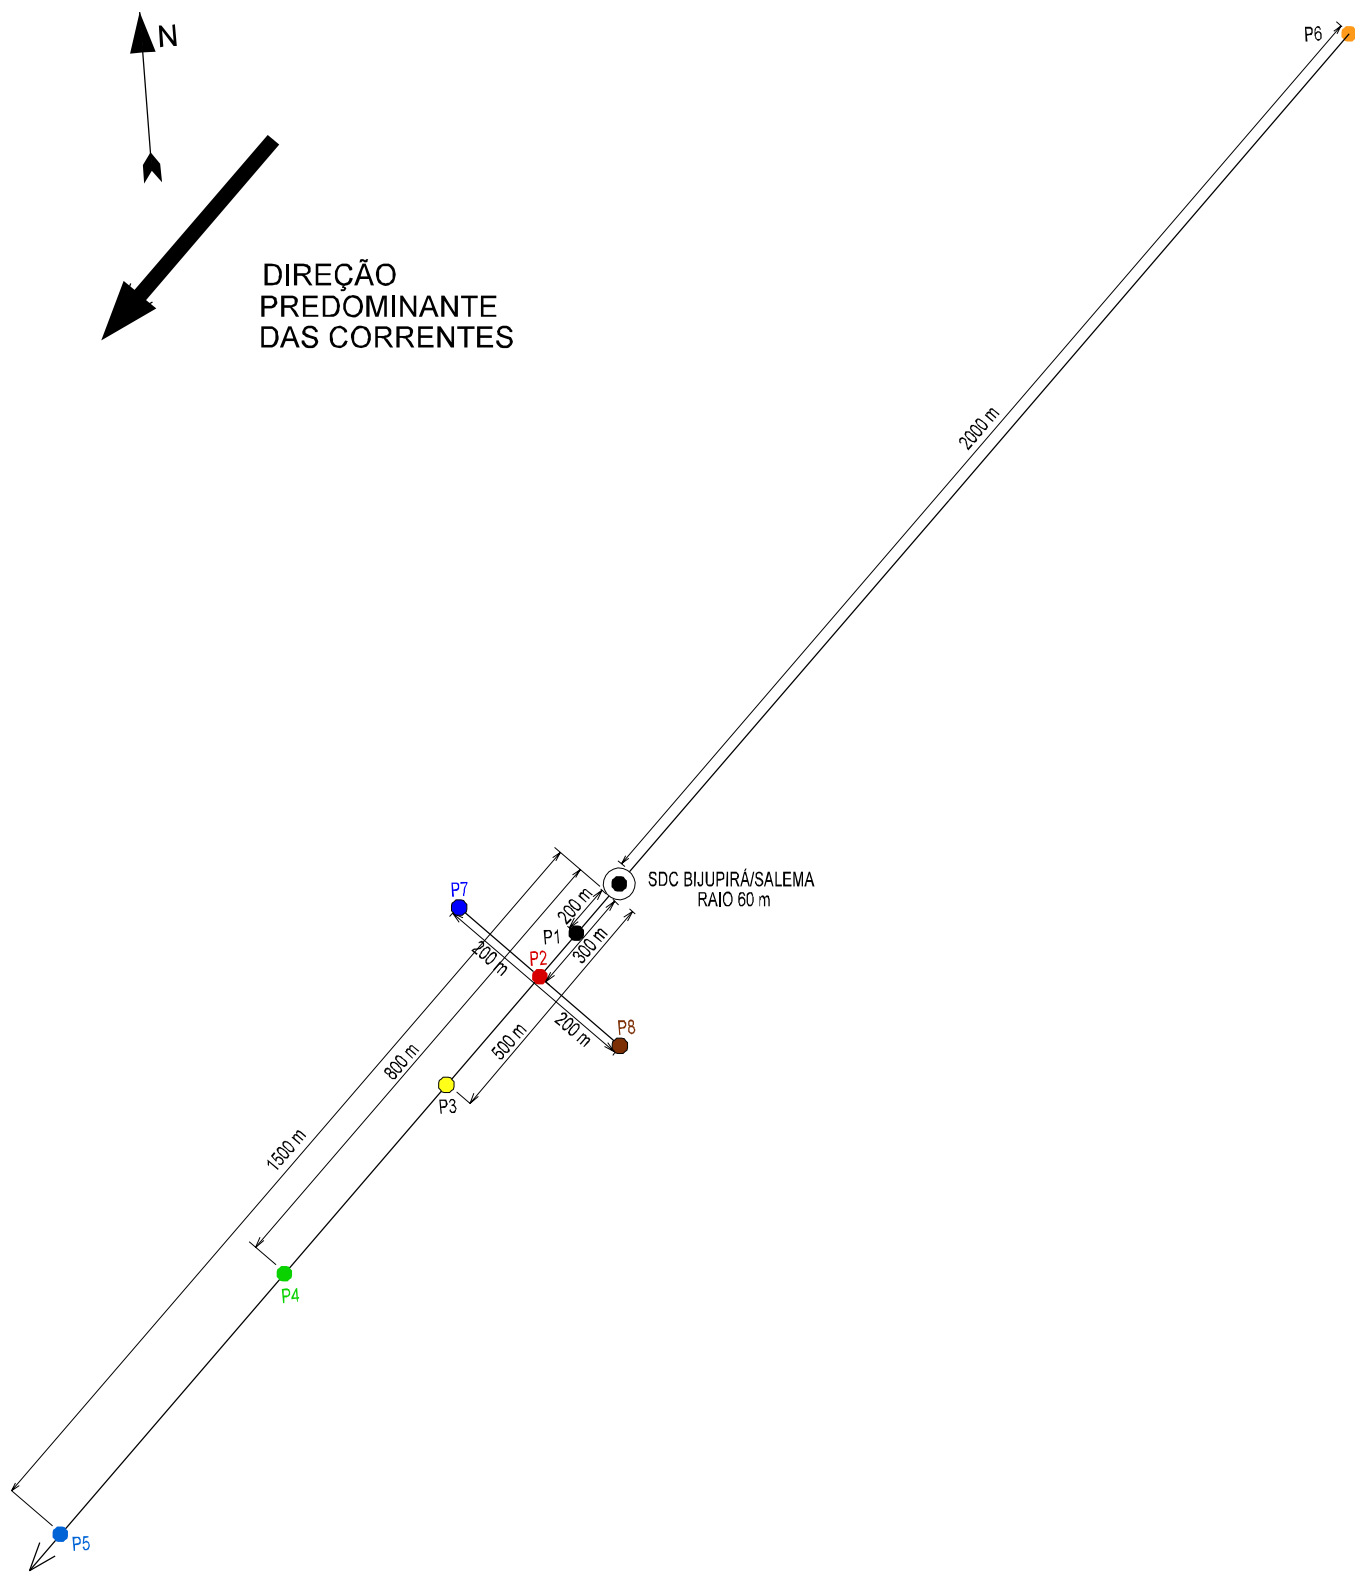 N
P6
DIREÇÃO
PREDOMINANTE
DAS CORRENTES
2000 m
SDC BIJUPIRÁ/SALEMA
RAIO 60 m
P7
200 m
P1
300 m
P2
200 m
200 m
P8
500 m
800 m
P3
1500 m
P4
P5